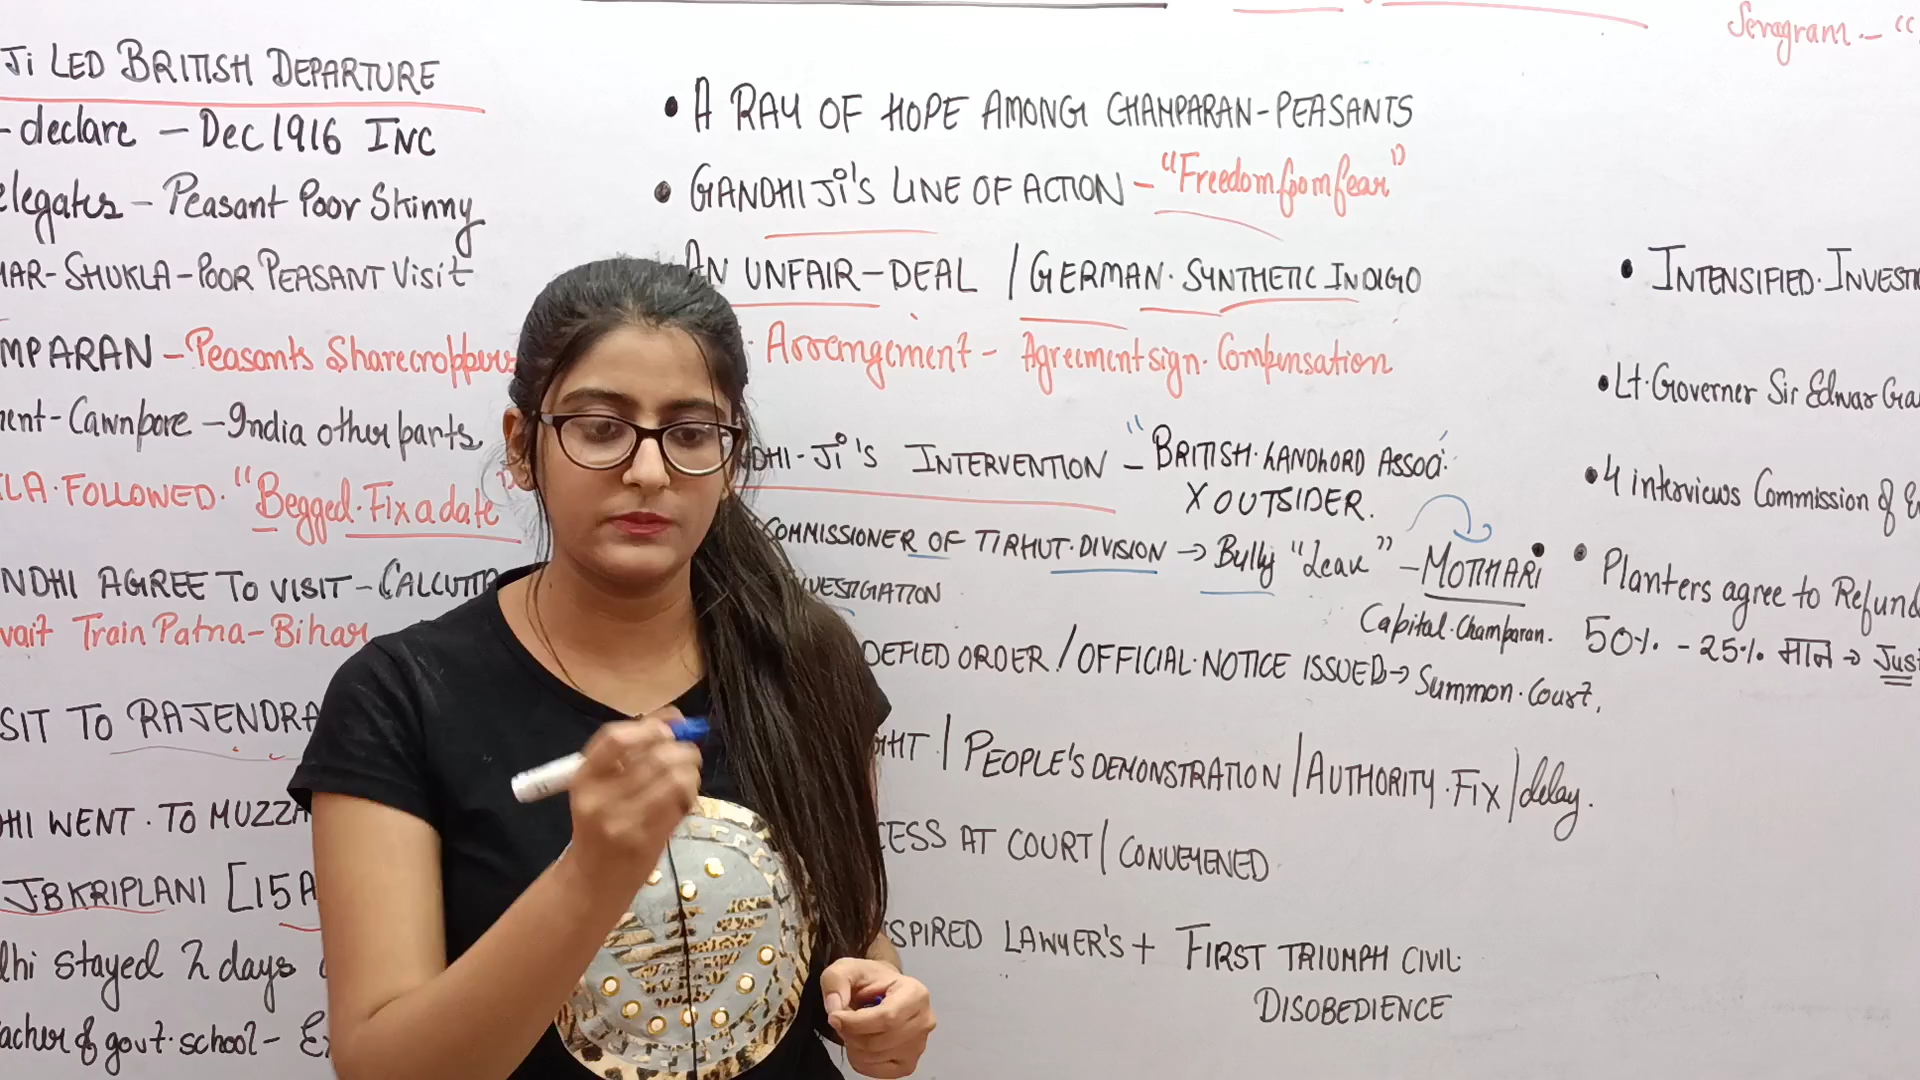 Sevagram - "
Ji LED BRITISH DEPARTURE
- declare - Dec 1916 INC
elegates - Peasant Poor Skinny
MAR-SHUKLA-POOR PEASANT Visit
MPARAN - Peasants Sharecroppers
ment - Cawnpore - India other parts
LA. FOLLOWED. "Begged. Fix a date"
NDHI AGREE TO VISIT - CALCUTTA
wait Train Patna - Bihar
SIT TO RAJENDRA
HI WENT. TO MUZZA
J.B KRIPLANI [15 A
dhi stayed 2 days
acher of govt. school - Ex
• A RAY OF HOPE AMONG CHAMPARAN-PEASANTS
• GANDHI Ji'S LINE OF ACTION - "Freedom from fear"
AN UNFAIR-DEAL / GERMAN. SYNTHETIC INDIGO
Arrangement - Agreement sign. Compensation
NDHI-Ji'S INTERVENTION - "BRITISH. LANDLORD ASSOC'.
X OUTSIDER.
COMMISSIONER OF TIRHUT. DIVISION → Bully "Leave" - MOTIHARI
VESTIGATION
Capital. Champaran.
DEFIED ORDER / OFFICIAL. NOTICE ISSUED → Summon. Court.
GHT / PEOPLE'S DEMONSTRATION / AUTHORITY. FIX / delay.
CESS AT COURT / CONVEYENED
SPIRED LAWYER'S + FIRST TRIUMPH CIVIL
DISOBEDIENCE
• INTENSIFIED. INVESTI
• Lt. Governer Sir Edwar Ga
• 4 interviews Commission of E
• Planters agree to Refund
50%. - 25%. मान → Jus